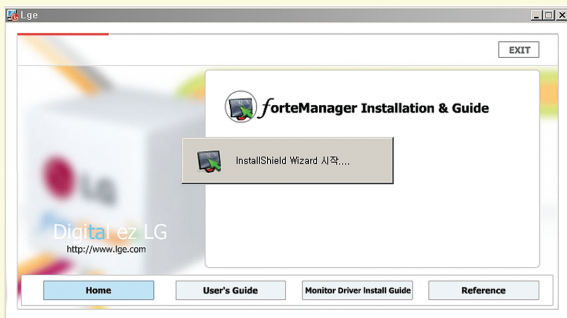 Lge
EXIT
forteManager Installation & Guide
InstallShield Wizard 시작....
LG
Digital ez LG
http://www.lge.com
Home
User's Guide
Monitor Driver Install Guide
Reference